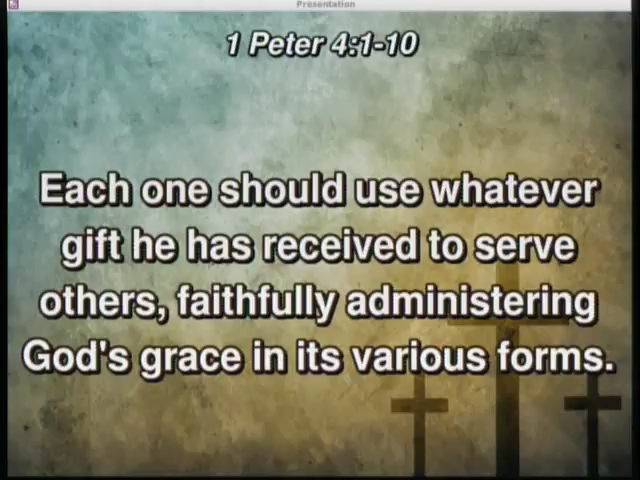 Presentation
1 Peter 4:1-10
Each one should use whatever
gift he has received to serve
others, faithfully administering
God's grace in its various forms.